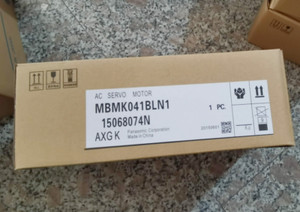 AC SERVO MOTOR
MBMK041BLN1
1 PC.
15068074N
AXGK
Panasonic Corporation
Made in China